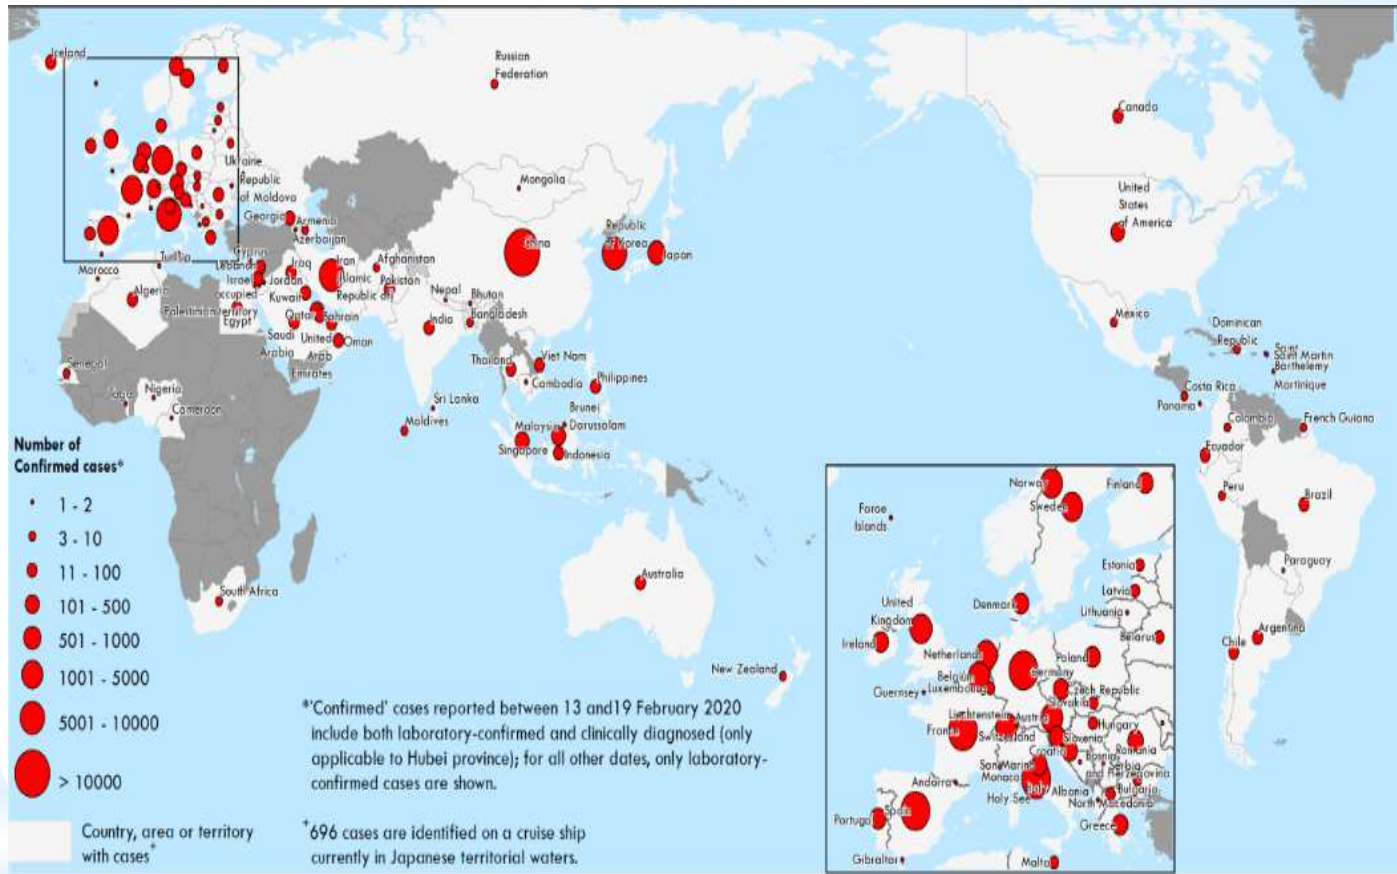 Iceland
Russian
Federation
Canada
Ukraine
Republic
of Moldova
Mongolia
United
States
of America
Georgia
Armenia
Azerbaijan
Republic
of Korea
China
Japan
Cyprus
Lebanon
Israel
Iraq
Jordan
Iran
(Islamic
Republic of)
Afghanistan
Tunisia
Morocco
Algeria
occupied
Palestinian territory
Egypt
Kuwait
Pakistan
Nepal
Bhutan
Bangladesh
Qatar
Bahrain
India
Mexico
Dominican
Republic
Saudi
Arabia
United
Arab
Emirates
Oman
Senegal
Thailand
Viet Nam
Cambodia
Philippines
Saint Martin
Saint
Barthelemy
Martinique
Togo
Nigeria
Cameroon
Sri Lanka
Maldives
Brunei
Darussalam
Malaysia
Singapore
Indonesia
Costa Rica
Panama
Colombia
French Guiana
Ecuador
Peru
Brazil
Paraguay
Chile
Argentina
South Africa
Australia
New Zealand
Number of
Confirmed cases*
1 - 2
3 - 10
11 - 100
101 - 500
501 - 1000
1001 - 5000
5001 - 10000
> 10000
Country, area or territory
with cases+
*'Confirmed' cases reported between 13 and19 February 2020
include both laboratory-confirmed and clinically diagnosed (only
applicable to Hubei province); for all other dates, only laboratory-
confirmed cases are shown.
+696 cases are identified on a cruise ship
currently in Japanese territorial waters.
Norway
Finland
Sweden
Faroe
Islands
Estonia
Latvia
Lithuania
Denmark
United
Kingdom
Ireland
Belarus
Netherlands
Germany
Poland
Belgium
Guernsey
Luxembourg
Czech Republic
Slovakia
Liechtenstein
Austria
Hungary
France
Switzerland
Slovenia
Romania
Croatia
San Marino
Bosnia
and Herzegovina
Serbia
Monaco
Italy
Andorra
Holy See
Albania
Bulgaria
North Macedonia
Portugal
Spain
Greece
Gibraltar
Malta